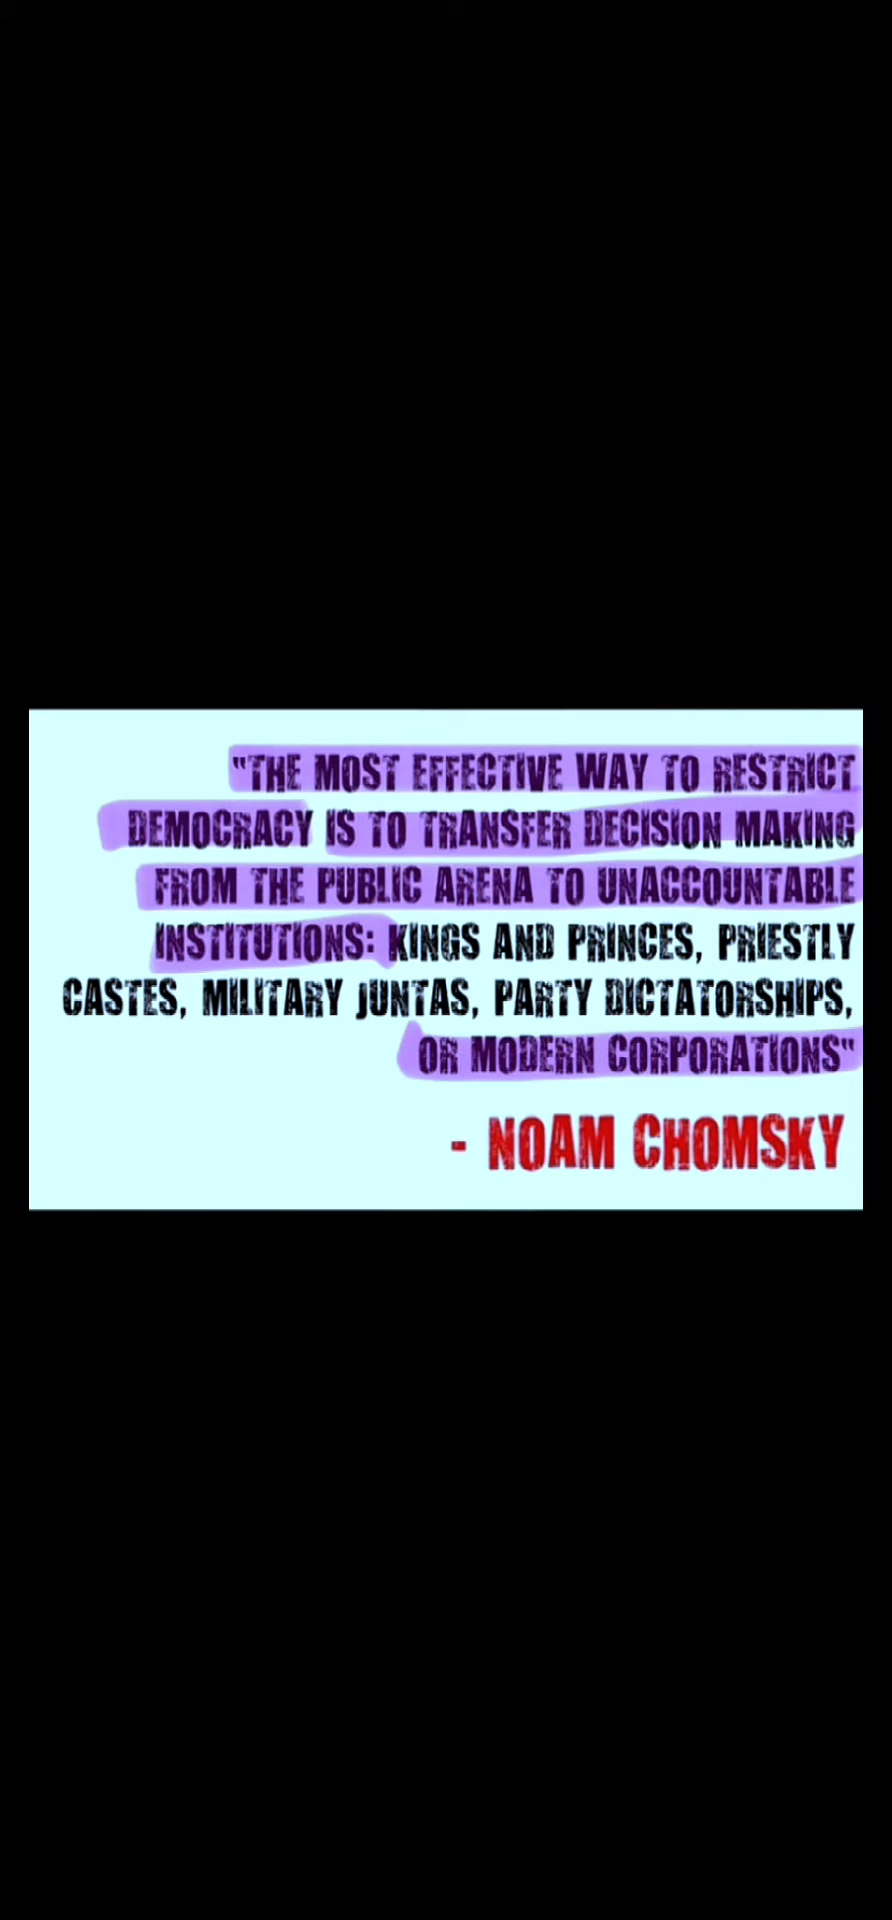 "THE MOST EFFECTIVE WAY TO RESTRICT
DEMOCRACY IS TO TRANSFER DECISION MAKING
FROM THE PUBLIC ARENA TO UNACCOUNTABLE
INSTITUTIONS: KINGS AND PRINCES, PRIESTLY
CASTES, MILITARY JUNTAS, PARTY DICTATORSHIPS,
OR MODERN CORPORATIONS"
- NOAM CHOMSKY